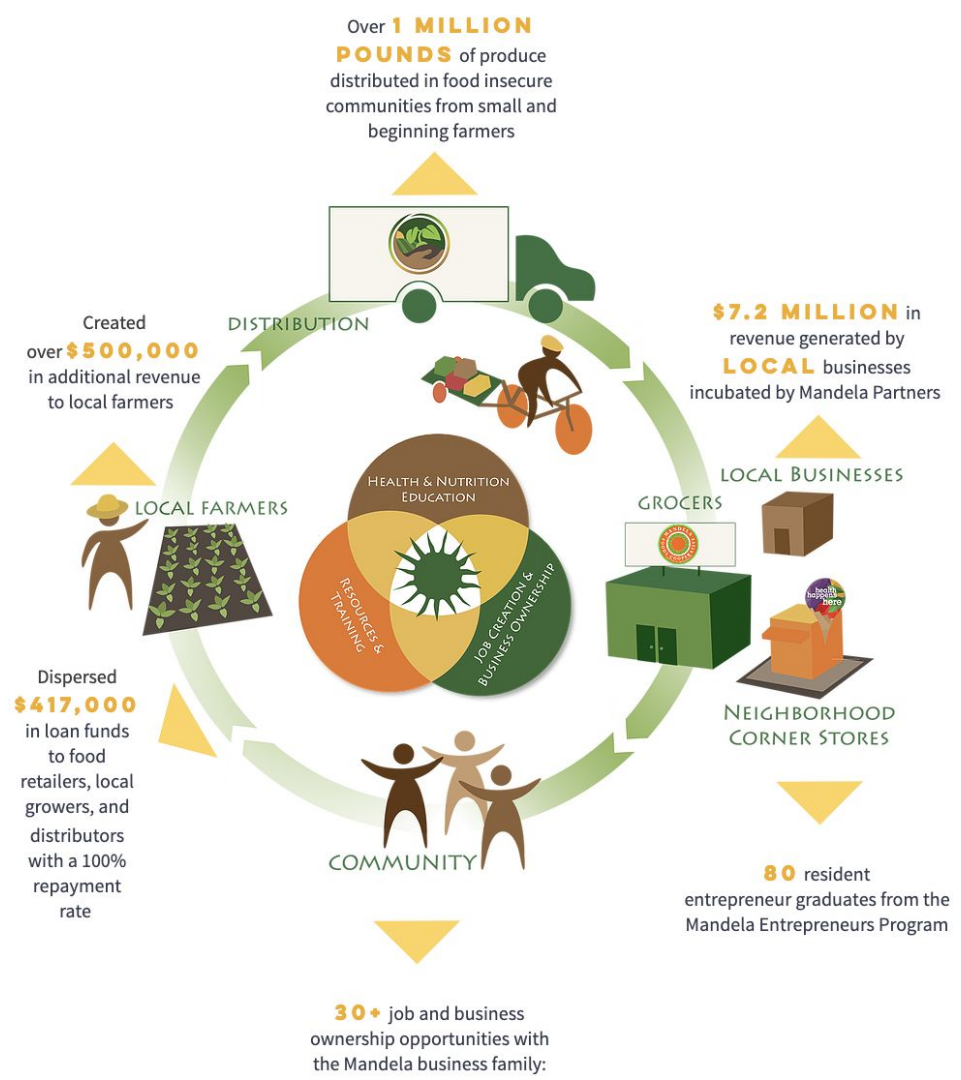 Over 1 MILLION
POUNDS of produce
distributed in food insecure
communities from small and
beginning farmers
DISTRIBUTION
Created
over $500,000
in additional revenue
to local farmers
$7.2 MILLION in
revenue generated by
LOCAL businesses
incubated by Mandela Partners
LOCAL BUSINESSES
GROCERS
LOCAL FARMERS
HEALTH & NUTRITION
EDUCATION
RESOURCES &
TRAINING
JOB CREATION &
BUSINESS OWNERSHIP
health
happens
here
NEIGHBORHOOD
CORNER STORES
Dispersed
$417,000
in loan funds
to food
retailers, local
growers, and
distributors
with a 100%
repayment
rate
COMMUNITY
80 resident
entrepreneur graduates from the
Mandela Entrepreneurs Program
30+ job and business
ownership opportunities with
the Mandela business family: